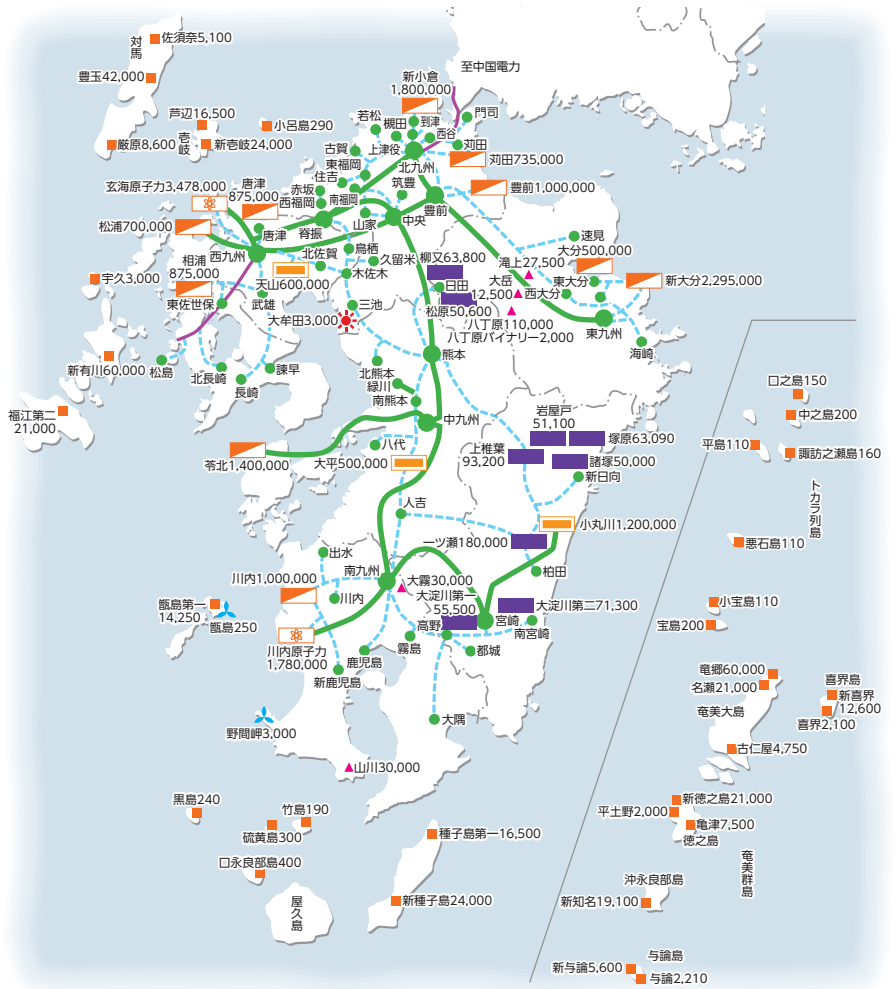 対馬
佐須奈5,100
豊玉42,000
厳原8,600
芦辺16,500
壱岐
新壱岐24,000
小呂島290
至中国電力
新小倉
1,800,000
門司
若松
槻田
到津
西谷
上津役
苅田
北九州
苅田735,000
古賀
東福岡
住吉
筑豊
豊前1,000,000
豊前
玄海原子力3,478,000
唐津
875,000
赤坂
西福岡
南福岡
松浦700,000
唐津
脊振
山家
中央
速見
相浦
875,000
西九州
北佐賀
鳥栖
久留米
柳又63,800
滝上27,500
大分500,000
木佐木
天山600,000
日田
大岳
12,500
西大分
東大分
新大分2,295,000
宇久3,000
東佐世保
武雄
三池
大牟田3,000
松原50,600
八丁原110,000
八丁原バイナリー2,000
東九州
海崎
新有川60,000
松島
北長崎
長崎
諫早
北熊本
熊本
緑川
南熊本
口之島150
中之島200
福江第二
21,000
中九州
岩屋戸
51,100
塚原63,090
平島110
諏訪之瀬島160
八代
上椎葉
93,200
諸塚50,000
苓北1,400,000
大平500,000
新日向
トカラ列島
人吉
小丸川1,200,000
一ツ瀬180,000
悪石島110
出水
南九州
柏田
川内1,000,000
大霧30,000
川内
大淀川第一
55,500
大淀川第二71,300
小宝島110
甑島第一
14,250
甑島250
高野
宮崎
南宮崎
宝島200
川内原子力
1,780,000
霧島
都城
鹿児島
新鹿児島
竜郷60,000
名瀬21,000
喜界島
新喜界
12,600
喜界2,100
奄美大島
大隅
野間岬3,000
古仁屋4,750
山川30,000
黒島240
竹島190
硫黄島300
新徳之島21,000
平土野2,000
亀津7,500
徳之島
種子島第一16,500
口永良部島400
奄美群島
沖永良部島
新知名19,100
屋久島
新種子島24,000
与論島
新与論5,600
与論2,210